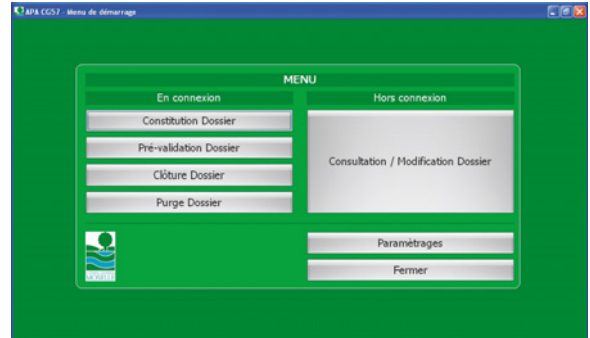 APA CG57 - Menu de démarrage
MENU
En connexion
Hors connexion
Constitution Dossier
Pré-validation Dossier
Clôture Dossier
Purge Dossier
Consultation / Modification Dossier
Paramètrages
Fermer